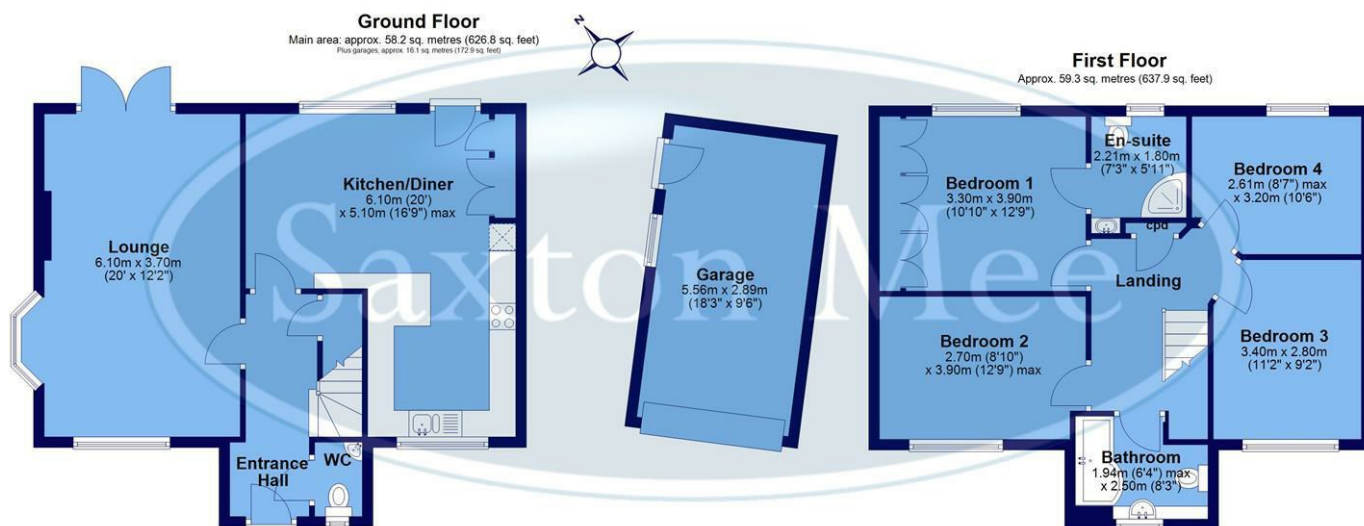 Ground Floor
Main area: approx. 58.2 sq. metres (626.8 sq. feet)
Plus garages, approx. 16.1 sq. metres (172.9 sq. feet)
N
First Floor
Approx. 59.3 sq. metres (637.9 sq. feet)
Saxton Mee
Lounge
6.10m x 3.70m
(20' x 12'2")
Kitchen/Diner
6.10m (20')
x 5.10m (16'9") max
Entrance
Hall
WC
Garage
5.56m x 2.89m
(18'3" x 9'6")
Bedroom 1
3.30m x 3.90m
(10'10" x 12'9")
En-suite
2.21m x 1.80m
(7'3" x 5'11")
Bedroom 4
2.61m (8'7") max
x 3.20m (10'6")
cpd
Landing
Bedroom 2
2.70m (8'10")
x 3.90m (12'9") max
Bedroom 3
3.40m x 2.80m
(11'2" x 9'2")
Bathroom
1.94m (6'4") max
x 2.50m (8'3")